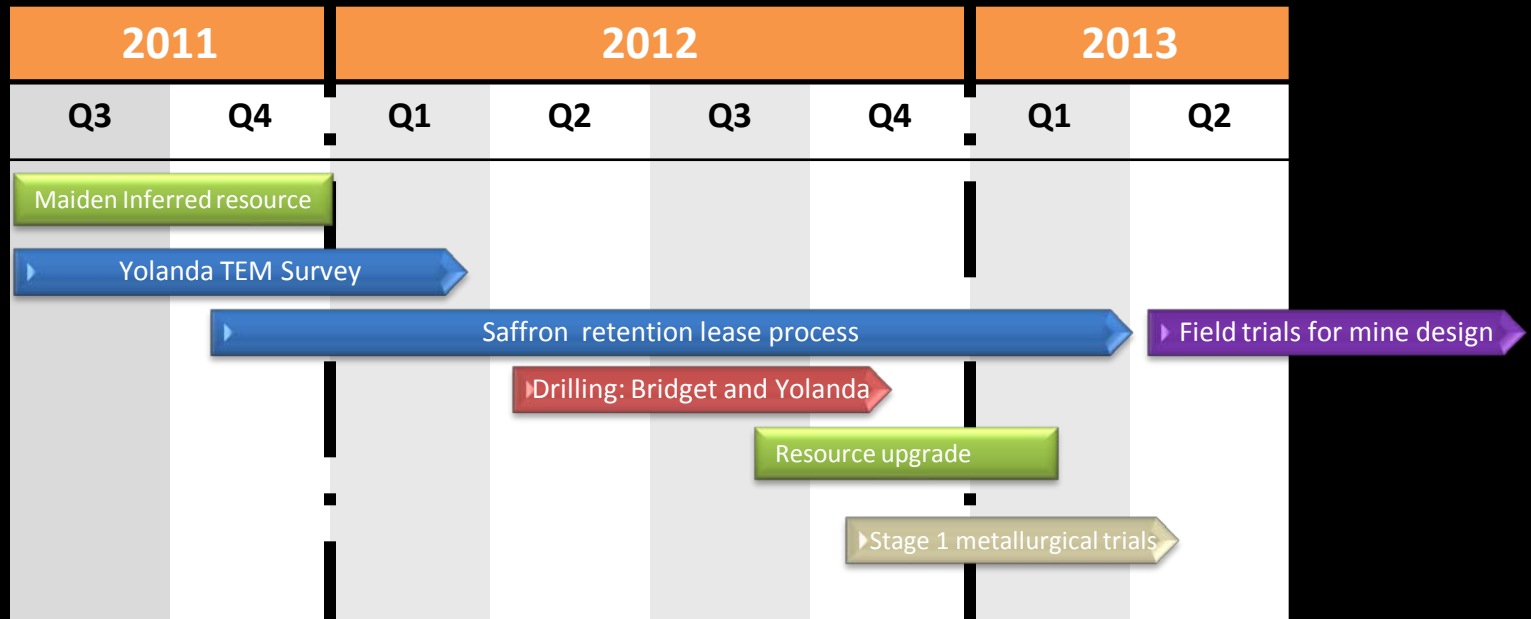 2011 2012 2013
Q3 Q4 Q1 Q2 Q3 Q4 Q1 Q2
Maiden Inferred resource
Yolanda TEM Survey
Saffron retention lease process
Field trials for mine design
Drilling: Bridget and Yolanda
Resource upgrade
Stage 1 metallurgical trials